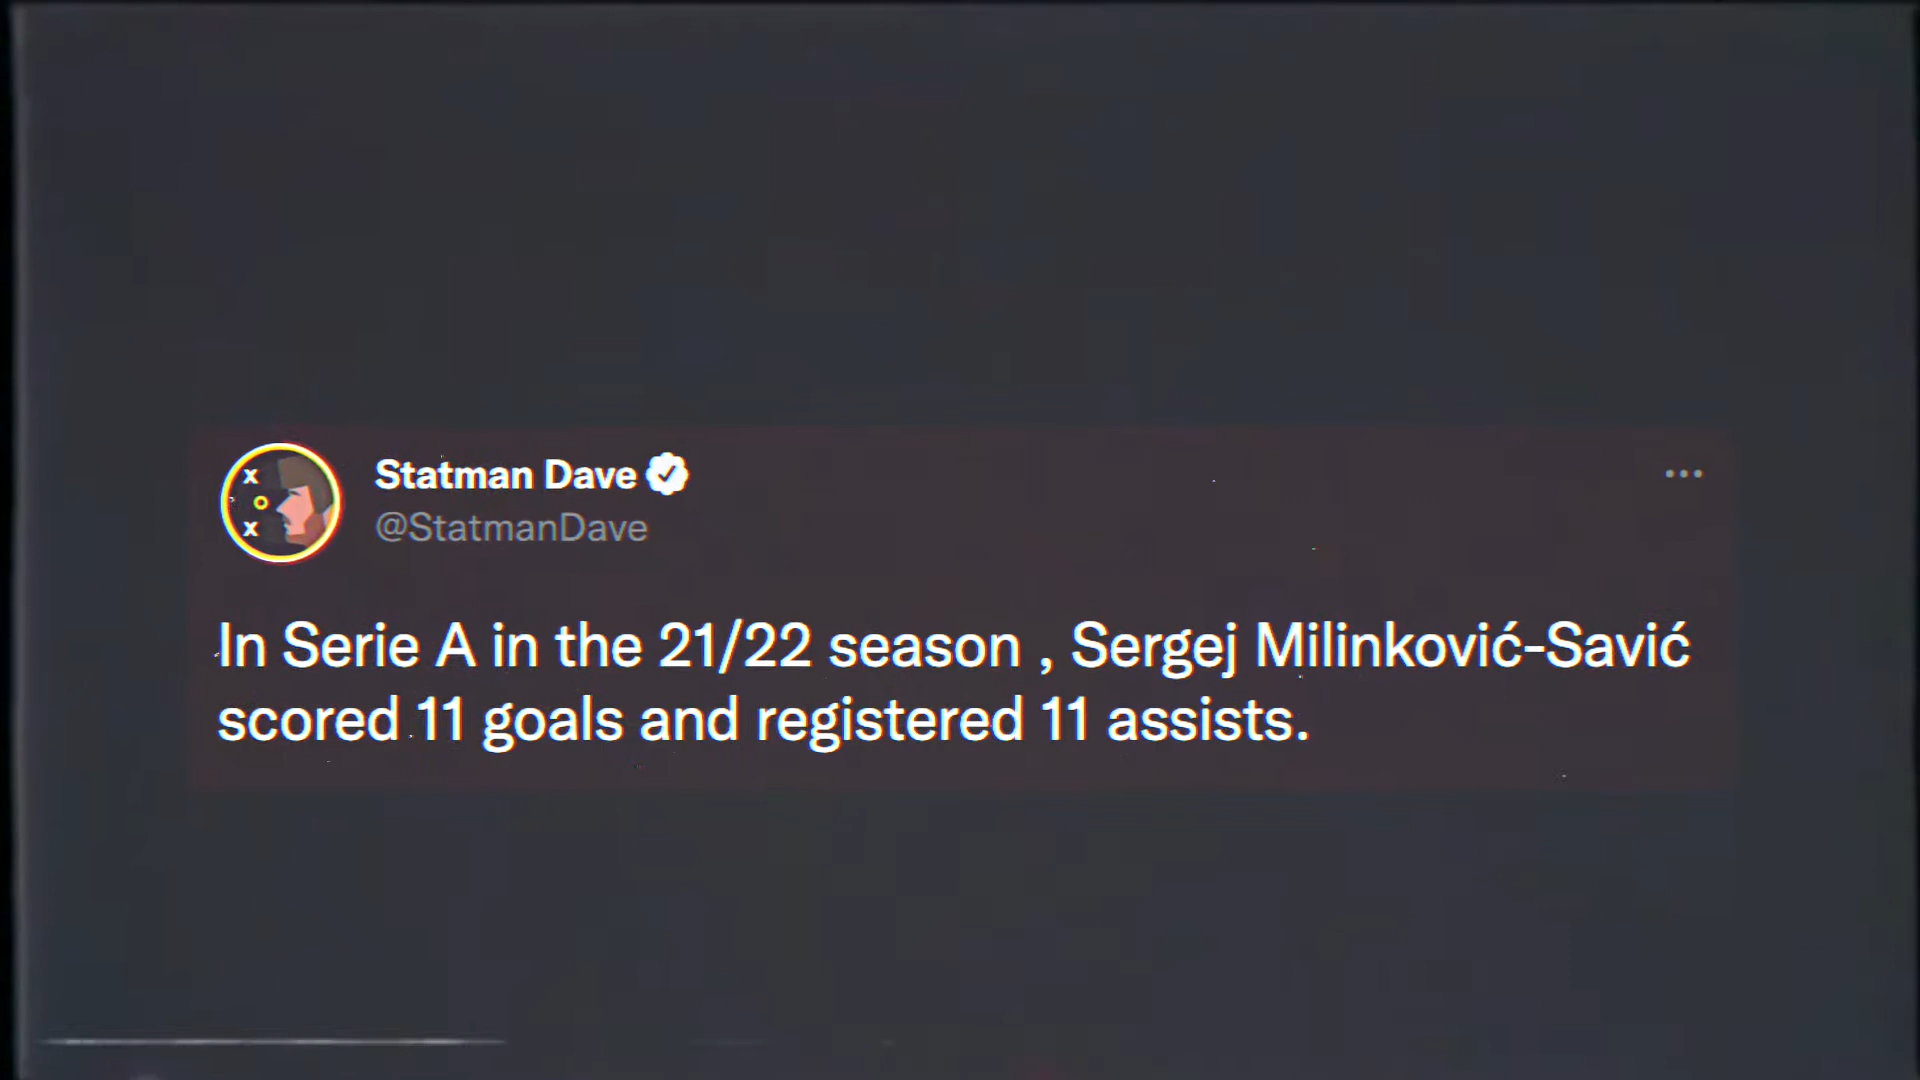 Statman Dave
@StatmanDave
In Serie A in the 21/22 season , Sergej Milinković-Savić
scored 11 goals and registered 11 assists.